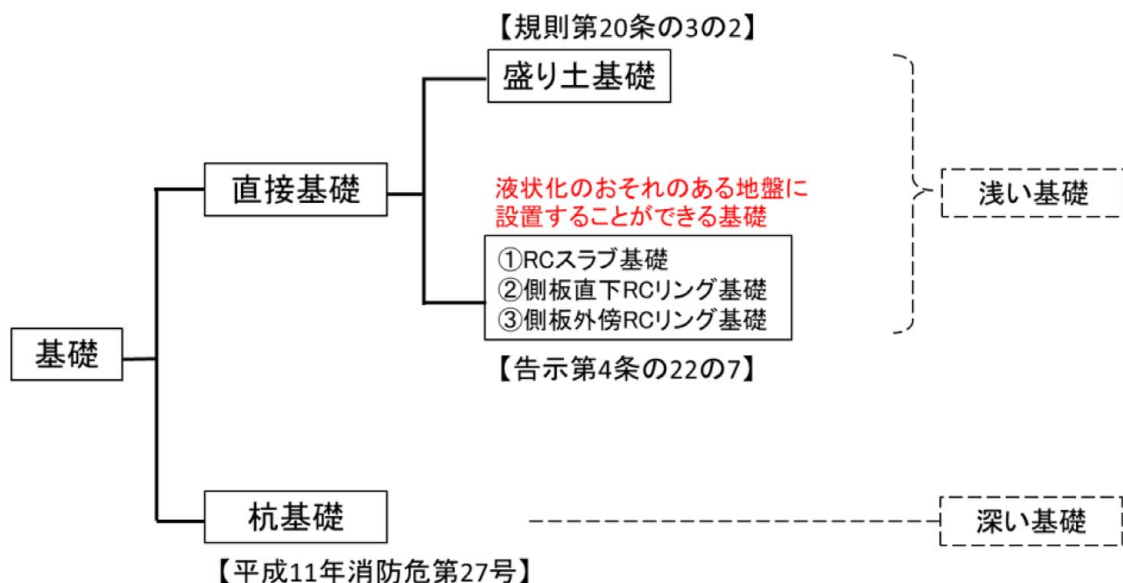 【規則第20条の3の2】
盛り土基礎
直接基礎
液状化のおそれのある地盤に
設置することができる基礎
浅い基礎
①RCスラブ基礎
②側板直下RCリング基礎
③側板外傍RCリング基礎
基礎
【告示第4条の22の7】
杭基礎
深い基礎
【平成11年消防危第27号】